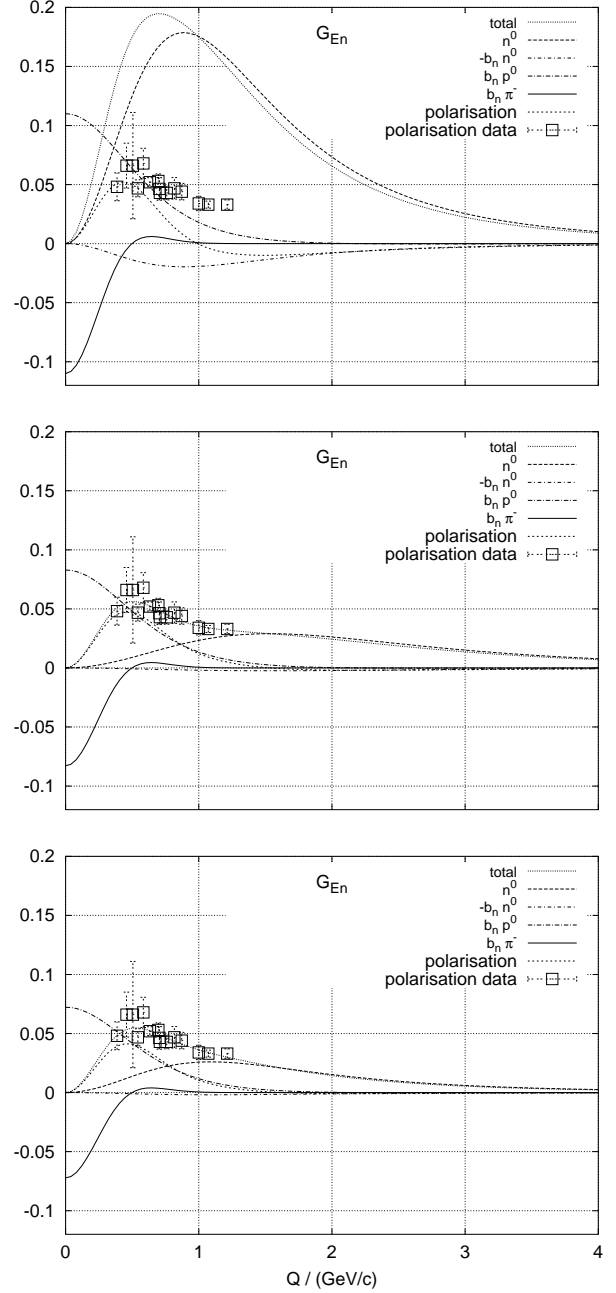 0.2
0.15
0.1
0.05
0
-0.05
-0.1
G_En
total
n^0
-b_n n^0
b_n p^0
b_n π^-
polarisation
polarisation data
0.2
0.15
0.1
0.05
0
-0.05
-0.1
G_En
total
n^0
-b_n n^0
b_n p^0
b_n π^-
polarisation
polarisation data
0.2
0.15
0.1
0.05
0
-0.05
-0.1
G_En
total
n^0
-b_n n^0
b_n p^0
b_n π^-
polarisation
polarisation data
0 1 2 3 4
Q / (GeV/c)